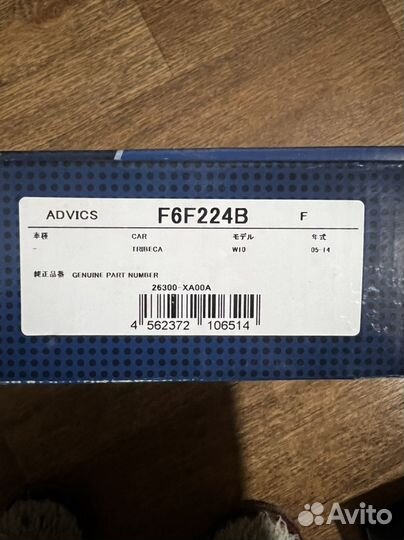 ADVICS F6F224B F
車種 CAR モデル 年式
- TRIBECA W10 05-14
純正品番 GENUINE PART NUMBER
26300-XA00A
4 562372 106514
Avito